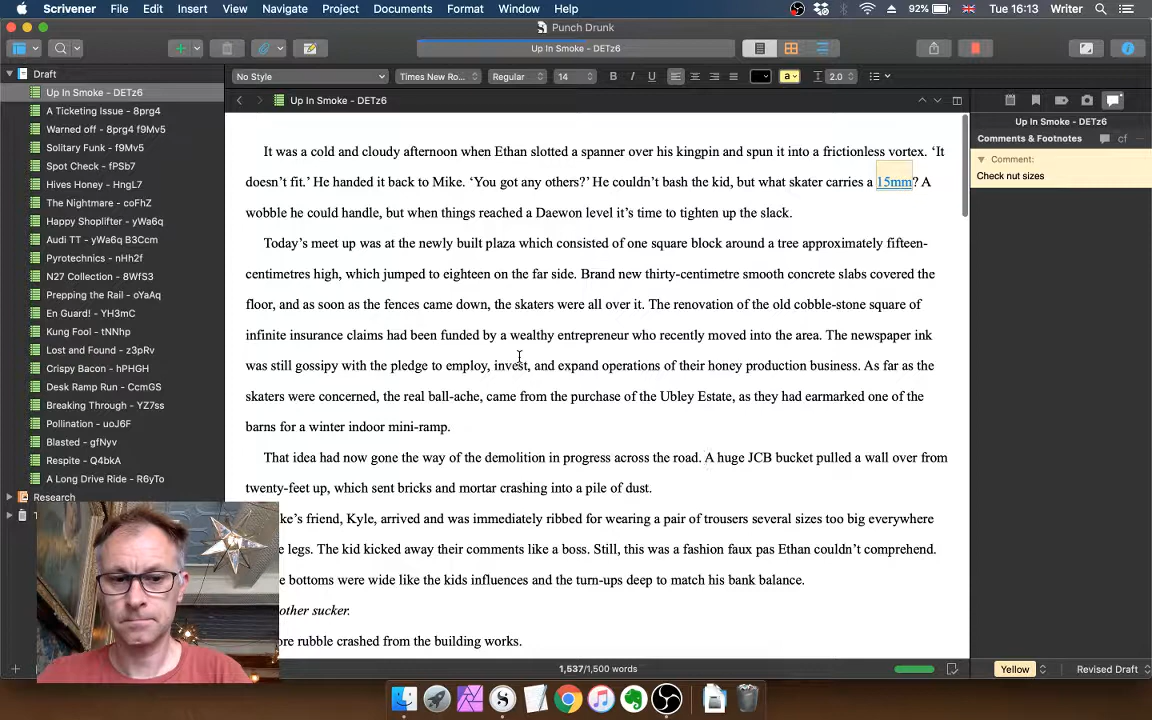 Scrivener File Edit Insert View Navigate Project Documents Format Window Help 92% Tue 16:13 Writer
Punch Drunk
Up In Smoke - DETz6
Draft
Up In Smoke - DETz6
A Ticketing Issue - 8prg4
Warned off - 8prg4 f9Mv5
Solitary Funk - f9Mv5
Spot Check - fPSb7
Hives Honey - HngL7
The Nightmare - coFhZ
Happy Shoplifter - yWa6q
Audi TT - yWa6q B3Ccm
Pyrotechnics - nHh2f
N27 Collection - 8WfS3
Prepping the Rail - oYaAq
En Guard! - YH3mC
Kung Fool - tNNhp
Lost and Found - z3pRv
Crispy Bacon - hPHGH
Desk Ramp Run - CcmGS
Breaking Through - YZ7ss
Pollination - uoJ6F
Blasted - gfNyv
Respite - Q4bkA
A Long Drive Ride - R6yTo
Research
T
No Style Times New Ro... Regular 14 B I U a 2.0
Up In Smoke - DETz6
It was a cold and cloudy afternoon when Ethan slotted a spanner over his kingpin and spun it into a frictionless vortex. ‘It
doesn’t fit.’ He handed it back to Mike. ‘You got any others?’ He couldn’t bash the kid, but what skater carries a 15mm? A
wobble he could handle, but when things reached a Daewon level it’s time to tighten up the slack.
Today’s meet up was at the newly built plaza which consisted of one square block around a tree approximately fifteen-
centimetres high, which jumped to eighteen on the far side. Brand new thirty-centimetre smooth concrete slabs covered the
floor, and as soon as the fences came down, the skaters were all over it. The renovation of the old cobble-stone square of
infinite insurance claims had been funded by a wealthy entrepreneur who recently moved into the area. The newspaper ink
was still gossipy with the pledge to employ, invest, and expand operations of their honey production business. As far as the
skaters were concerned, the real ball-ache, came from the purchase of the Ubley Estate, as they had earmarked one of the
barns for a winter indoor mini-ramp.
That idea had now gone the way of the demolition in progress across the road. A huge JCB bucket pulled a wall over from
twenty-feet up, which sent bricks and mortar crashing into a pile of dust.
ke’s friend, Kyle, arrived and was immediately ribbed for wearing a pair of trousers several sizes too big everywhere
e legs. The kid kicked away their comments like a boss. Still, this was a fashion faux pas Ethan couldn’t comprehend.
e bottoms were wide like the kids influences and the turn-ups deep to match his bank balance.
other sucker.
ore rubble crashed from the building works.
1,537/1,500 words
Up In Smoke - DETz6
Comments & Footnotes cf
Comment:
Check nut sizes
Yellow Revised Draft